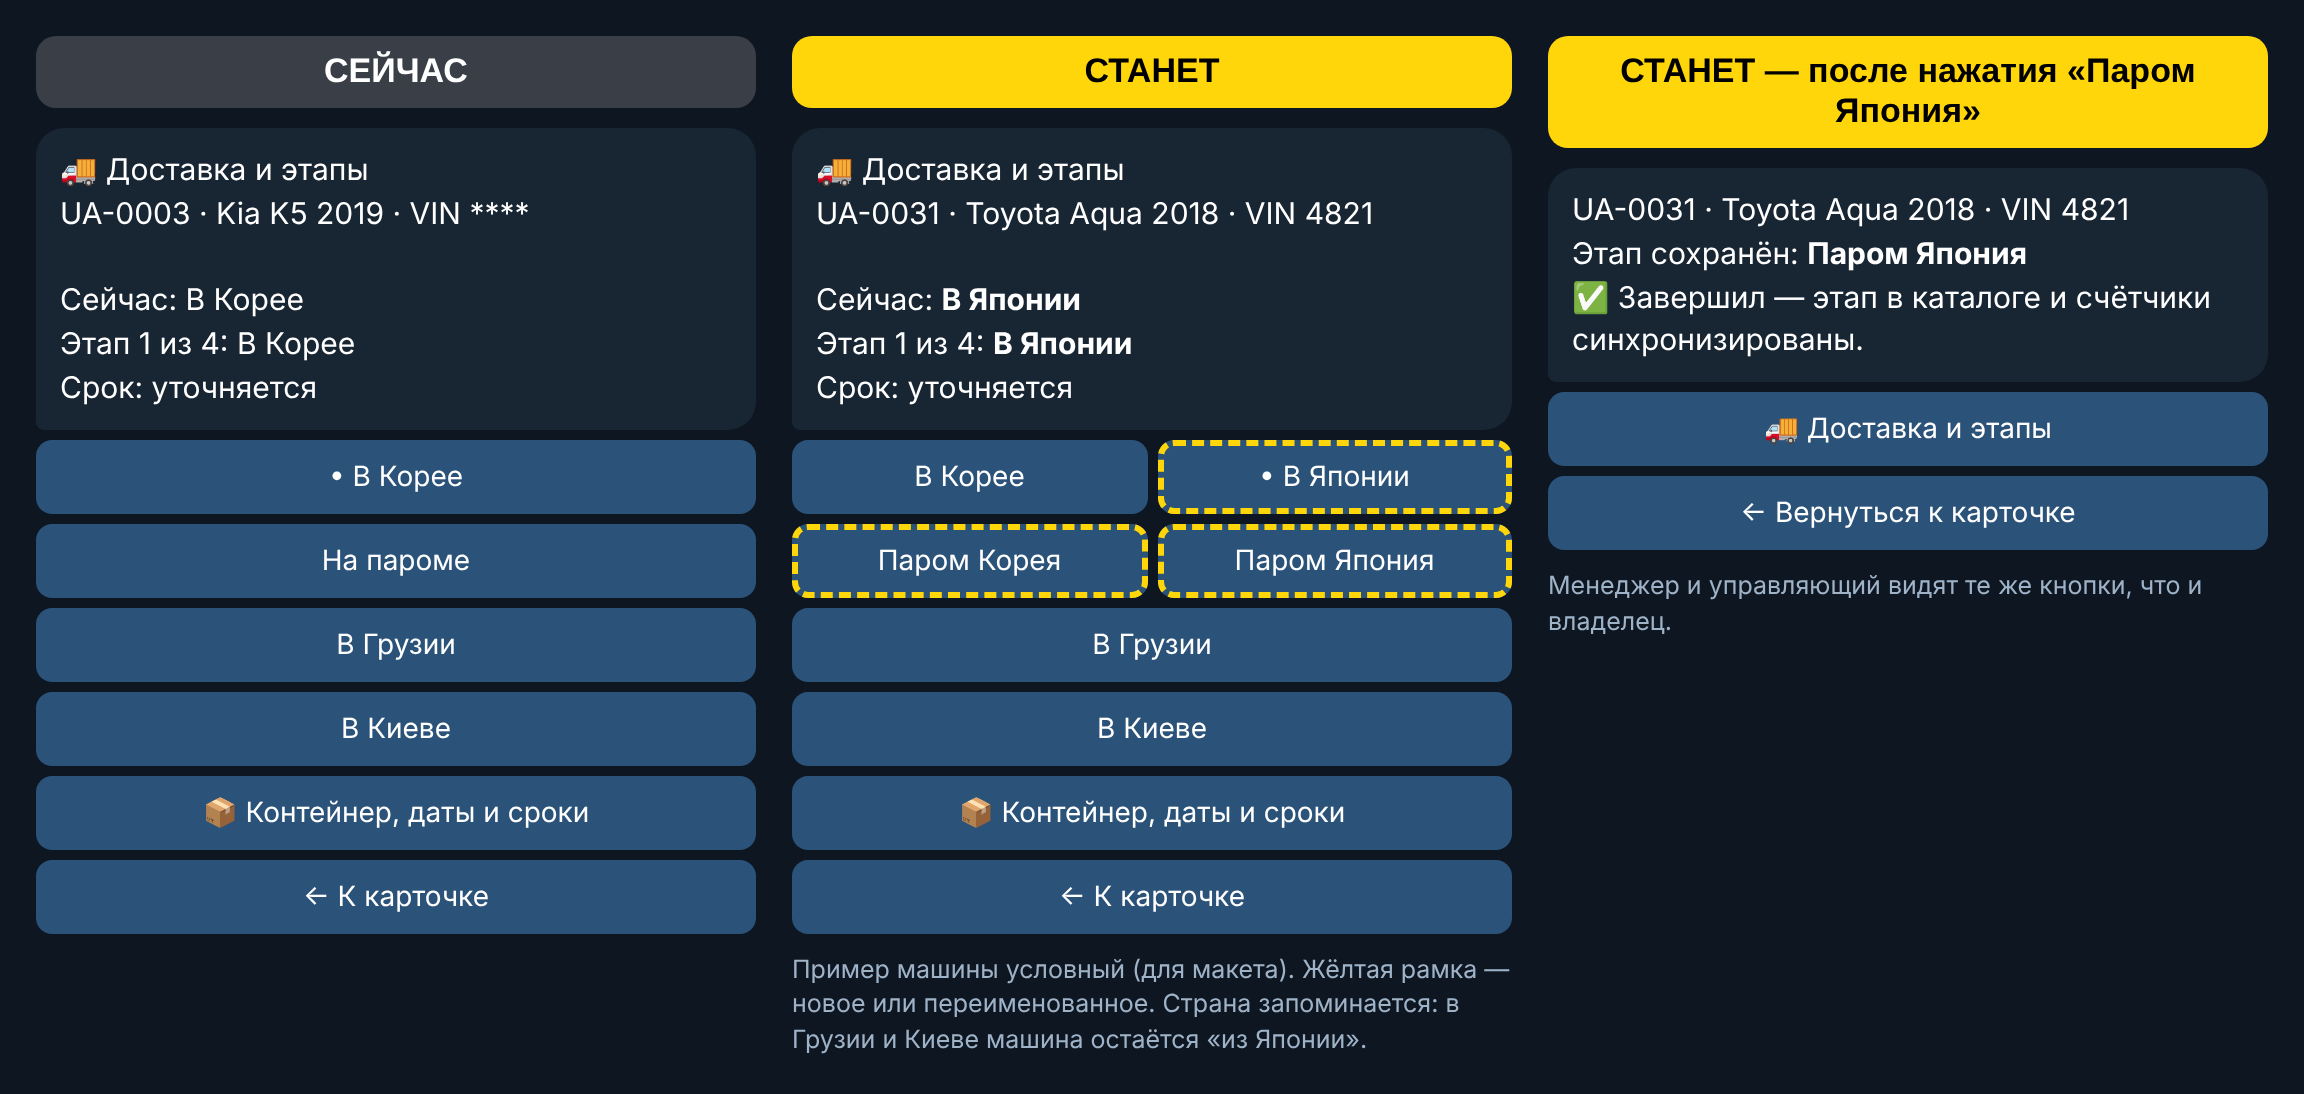 СЕЙЧАС
🚚 Доставка и этапы
UA-0003 · Kia K5 2019 · VIN ****
Сейчас: В Корее
Этап 1 из 4: В Корее
Срок: уточняется
• В Корее
На пароме
В Грузии
В Киеве
📦 Контейнер, даты и сроки
← К карточке
СТАНЕТ
🚚 Доставка и этапы
UA-0031 · Toyota Aqua 2018 · VIN 4821
Сейчас: В Японии
Этап 1 из 4: В Японии
Срок: уточняется
В Корее
• В Японии
Паром Корея
Паром Япония
В Грузии
В Киеве
📦 Контейнер, даты и сроки
← К карточке
Пример машины условный (для макета). Жёлтая рамка —
новое или переименованное. Страна запоминается: в
Грузии и Киеве машина остаётся «из Японии».
СТАНЕТ — после нажатия «Паром
Япония»
UA-0031 · Toyota Aqua 2018 · VIN 4821
Этап сохранён: Паром Япония
✅ Завершил — этап в каталоге и счётчики
синхронизированы.
🚚 Доставка и этапы
← Вернуться к карточке
Менеджер и управляющий видят те же кнопки, что и
владелец.